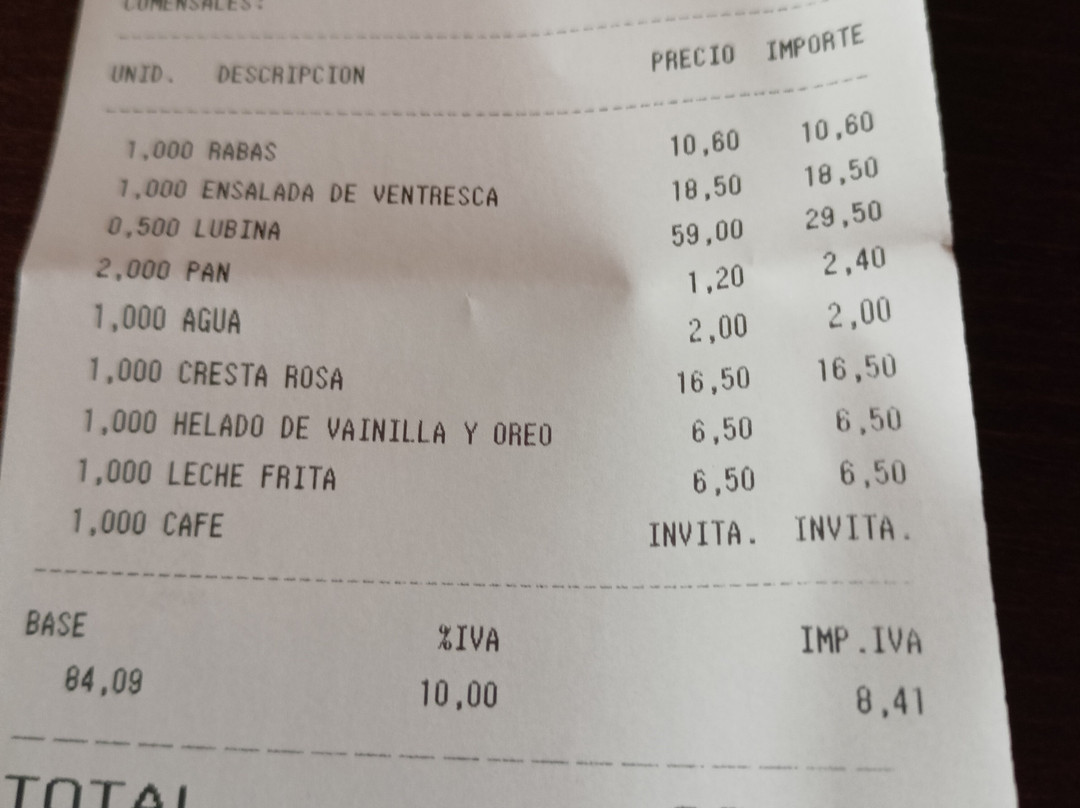 COMENSALES:
UNID. DESCRIPCION PRECIO IMPORTE
1,000 RABAS 10,60 10,60
1,000 ENSALADA DE VENTRESCA 18,50 18,50
0,500 LUBINA 59,00 29,50
2,000 PAN 1,20 2,40
1,000 AGUA 2,00 2,00
1,000 CRESTA ROSA 16,50 16,50
1,000 HELADO DE VAINILLA Y OREO 6,50 6,50
1,000 LECHE FRITA 6,50 6,50
1,000 CAFE INVITA. INVITA.
BASE %IVA IMP.IVA
84,09 10,00 8,41
TOTAL